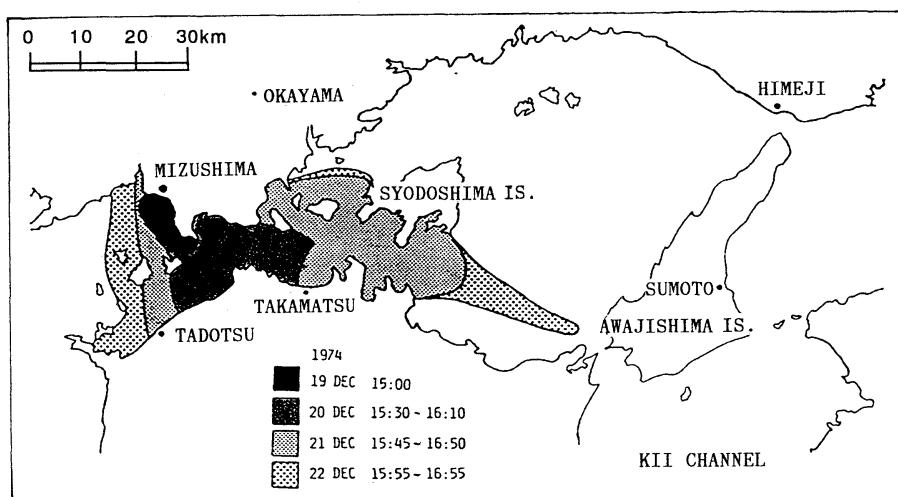 0 10 20 30km
OKAYAMA
HIMEJI
MIZUSHIMA
SYODOSHIMA IS.
TAKAMATSU
SUMOTO
TADOTSU
AWAJISHIMA IS.
1974
19 DEC 15:00
20 DEC 15:30~16:10
21 DEC 15:45~16:50
22 DEC 15:55~16:55
KII CHANNEL